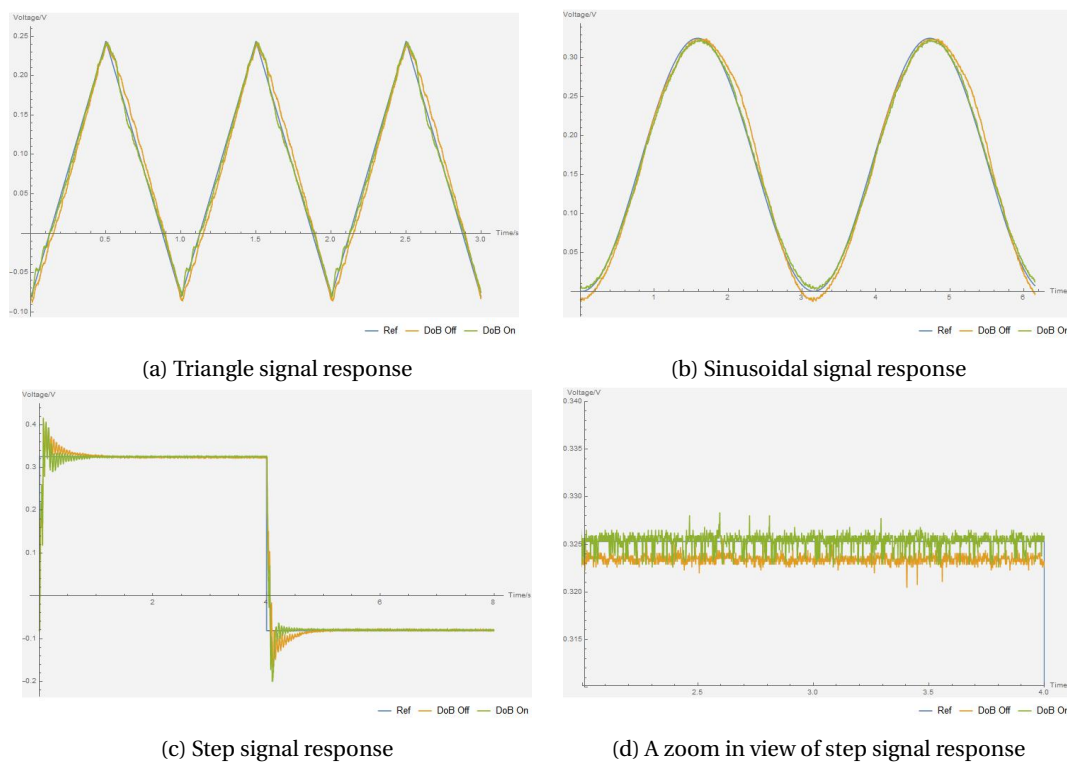 Voltage/V
0.25
0.20
0.15
0.10
0.05
-0.05
-0.10
0.5
1.0
1.5
2.0
2.5
3.0
Time/s
Ref
DoB Off
DoB On
(a) Triangle signal response
Voltage/V
0.30
0.25
0.20
0.15
0.10
0.05
1
2
3
4
5
6
Time/s
Ref
DoB Off
DoB On
(b) Sinusoidal signal response
Voltage/V
0.4
0.3
0.2
0.1
-0.1
-0.2
2
4
6
8
Time/s
Ref
DoB Off
DoB On
(c) Step signal response
Voltage/V
0.340
0.335
0.330
0.325
0.320
0.315
2.5
3.0
3.5
4.0
Time/s
Ref
DoB Off
DoB On
(d) A zoom in view of step signal response